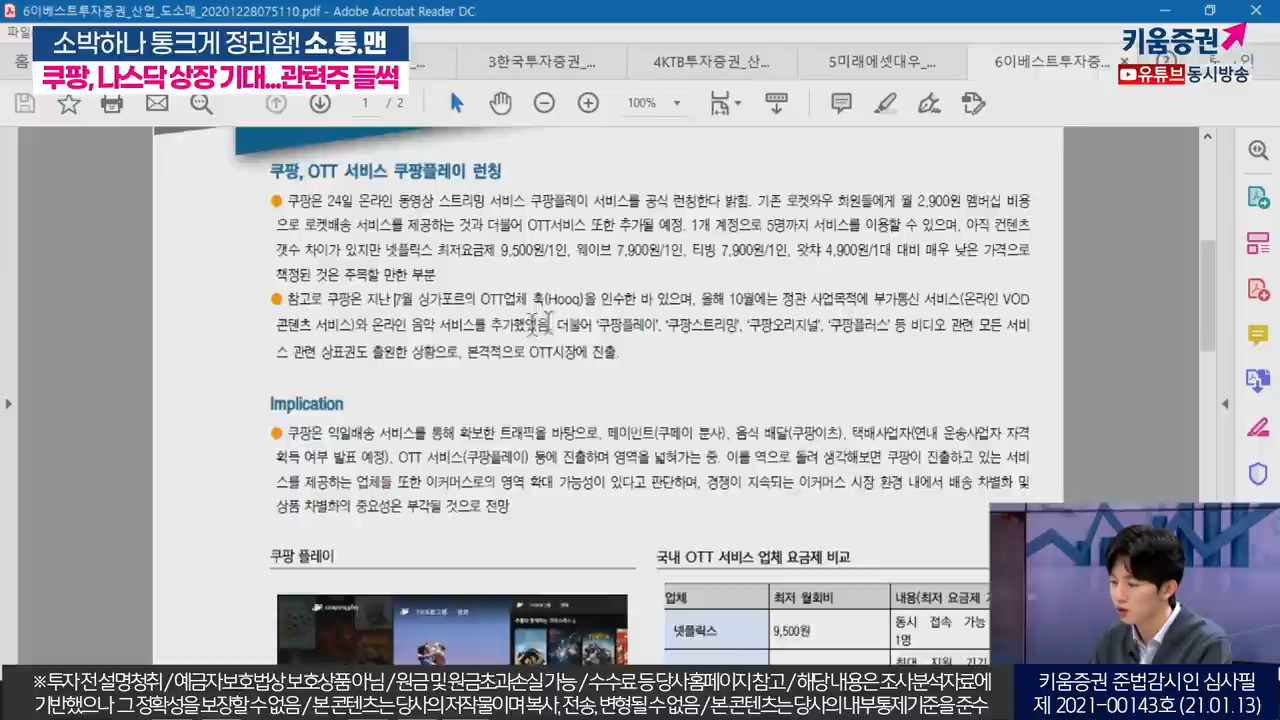 6이베스트투자증권_산업_도소매_20201228075110.pdf - Adobe Acrobat Reader DC
소박하나 통크게 정리함! 소.통.맨
쿠팡, 나스닥 상장 기대...관련주 들썩
키움증권
유튜브동시방송
3한국투자증권_...
4KTB투자증권_산...
5미래에셋대우_...
6이베스트투자증...
1 / 2
100%
쿠팡, OTT 서비스 쿠팡플레이 런칭
쿠팡은 24일 온라인 동영상 스트리밍 서비스 쿠팡플레이 서비스를 공식 런칭한다 밝힘. 기존 로켓와우 회원들에게 월 2,900원 멤버십 비용
으로 로켓배송 서비스를 제공하는 것과 더불어 OTT서비스 또한 추가될 예정. 1개 계정으로 5명까지 서비스를 이용할 수 있으며, 아직 컨텐츠
갯수 차이가 있지만 넷플릭스 최저요금제 9,500원/1인, 웨이브 7,900원/1인, 티빙 7,900원/1인, 왓챠 4,900원/1대 대비 매우 낮은 가격으로
책정된 것은 주목할 만한 부분
참고로 쿠팡은 지난 7월 싱가포르의 OTT업체 훅(Hooq)을 인수한 바 있으며, 올해 10월에는 정관 사업목적에 부가통신 서비스(온라인 VOD
콘텐츠 서비스)와 온라인 음악 서비스를 추가했었음. 더불어 '쿠팡플레이', '쿠팡스트리밍', '쿠팡오리지널', '쿠팡플러스' 등 비디오 관련 모든 서비
스 관련 상표권도 출원한 상황으로, 본격적으로 OTT시장에 진출.
Implication
쿠팡은 익일배송 서비스를 통해 확보한 트래픽을 바탕으로, 페이먼트(쿠페이 분사), 음식 배달(쿠팡이츠), 택배사업자(연내 운송사업자 자격
획득 여부 발표 예정), OTT 서비스(쿠팡플레이) 등에 진출하며 영역을 넓혀가는 중. 이를 역으로 돌려 생각해보면 쿠팡이 진출하고 있는 서비
스를 제공하는 업체들 또한 이커머스로의 영역 확대 가능성이 있다고 판단하며, 경쟁이 지속되는 이커머스 시장 환경 내에서 배송 차별화 및
상품 차별화의 중요성은 부각될 것으로 전망
쿠팡 플레이
국내 OTT 서비스 업체 요금제 비교
coupang play
TV프로그램 영화
업체
최저 월회비
내용(최저 요금제
넷플릭스
9,500원
동시 접속 가능
1명
최대 지원 기기
※ 투자 전 설명청취 / 예금자보호법상 보호상품 아님 / 원금 및 원금초과손실 가능 / 수수료 등 당사 홈페이지 참고 / 해당 내용은 조사분석자료에
기반했으나 그 정확성을 보장할 수 없음 / 본 콘텐츠는 당사의 저작물이며 복사, 전송, 변형될 수 없음 / 본 콘텐츠는 당사의 내부통제기준을 준수
키움증권 준법감시인 심사필
제 2021-00143호 (21.01.13)